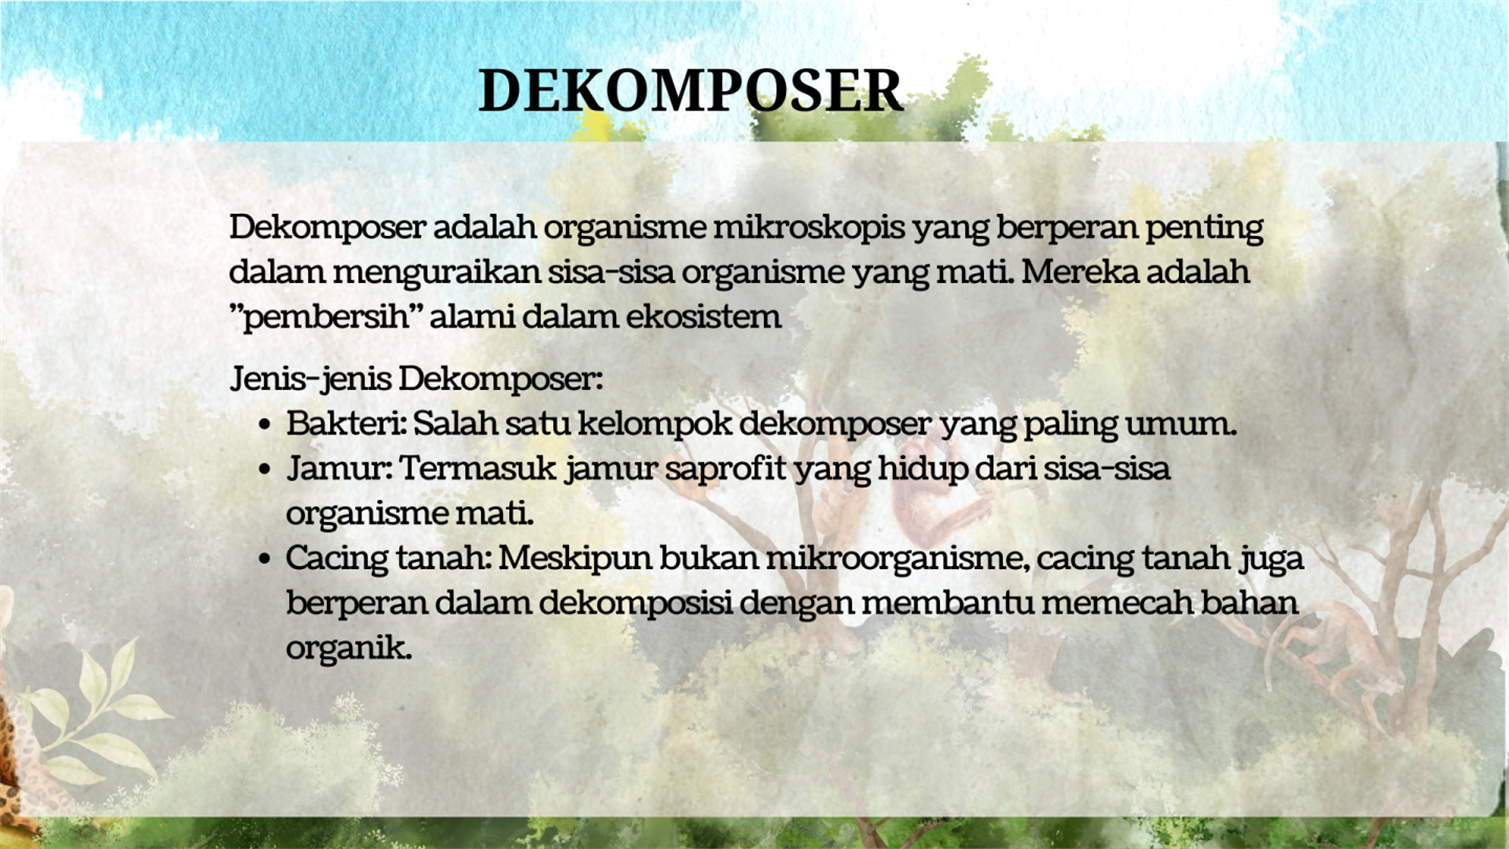 DEKOMPOSER
Dekomposer adalah organisme mikroskopis yang berperan penting
dalam menguraikan sisa-sisa organisme yang mati. Mereka adalah
”pembersih” alami dalam ekosistem
Jenis-jenis Dekomposer:
• Bakteri: Salah satu kelompok dekomposer yang paling umum.
• Jamur: Termasuk jamur saprofit yang hidup dari sisa-sisa
organisme mati.
• Cacing tanah: Meskipun bukan mikroorganisme, cacing tanah juga
berperan dalam dekomposisi dengan membantu memecah bahan
organik.